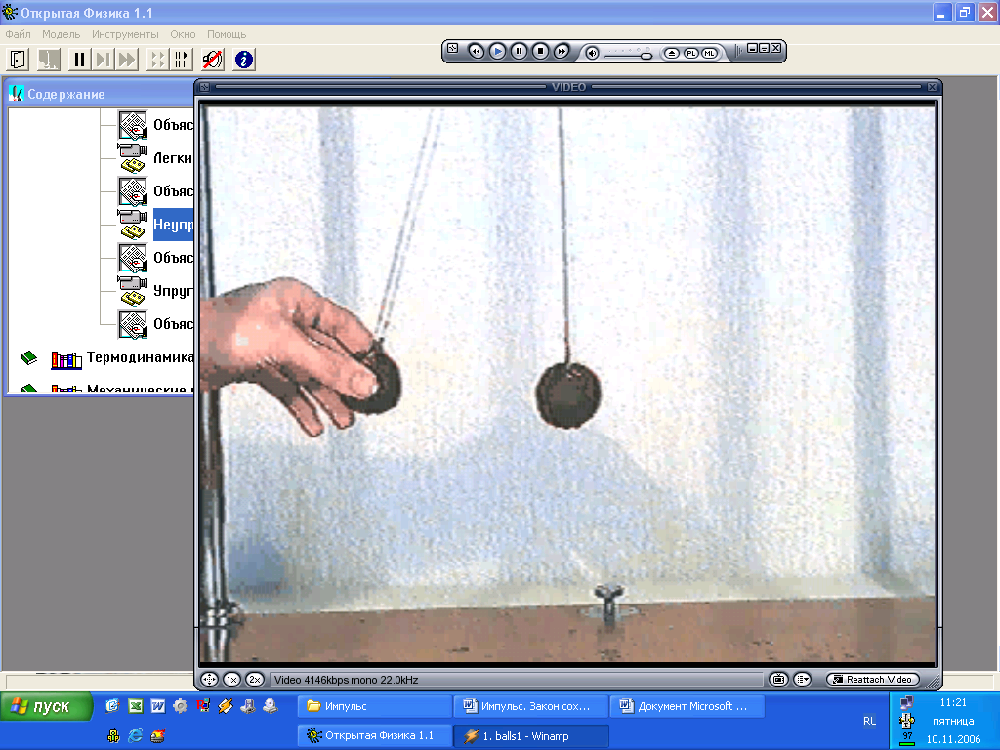 Открытая Физика 1.1
Файл Модель Инструменты Окно Помощь
PL ML
Содержание
VIDEO
Объяс
Легки
Объяс
Неупр
Объяс
Упруг
Объяс
Термодинамика
Механические
1x 2x Video 4146kbps mono 22.0kHz Reattach Video
пуск
Импульс
Импульс. Закон сох...
Документ Microsoft ...
Открытая Физика 1.1
1. balls1 - Winamp
RL
97
11:21
пятница
10.11.2006